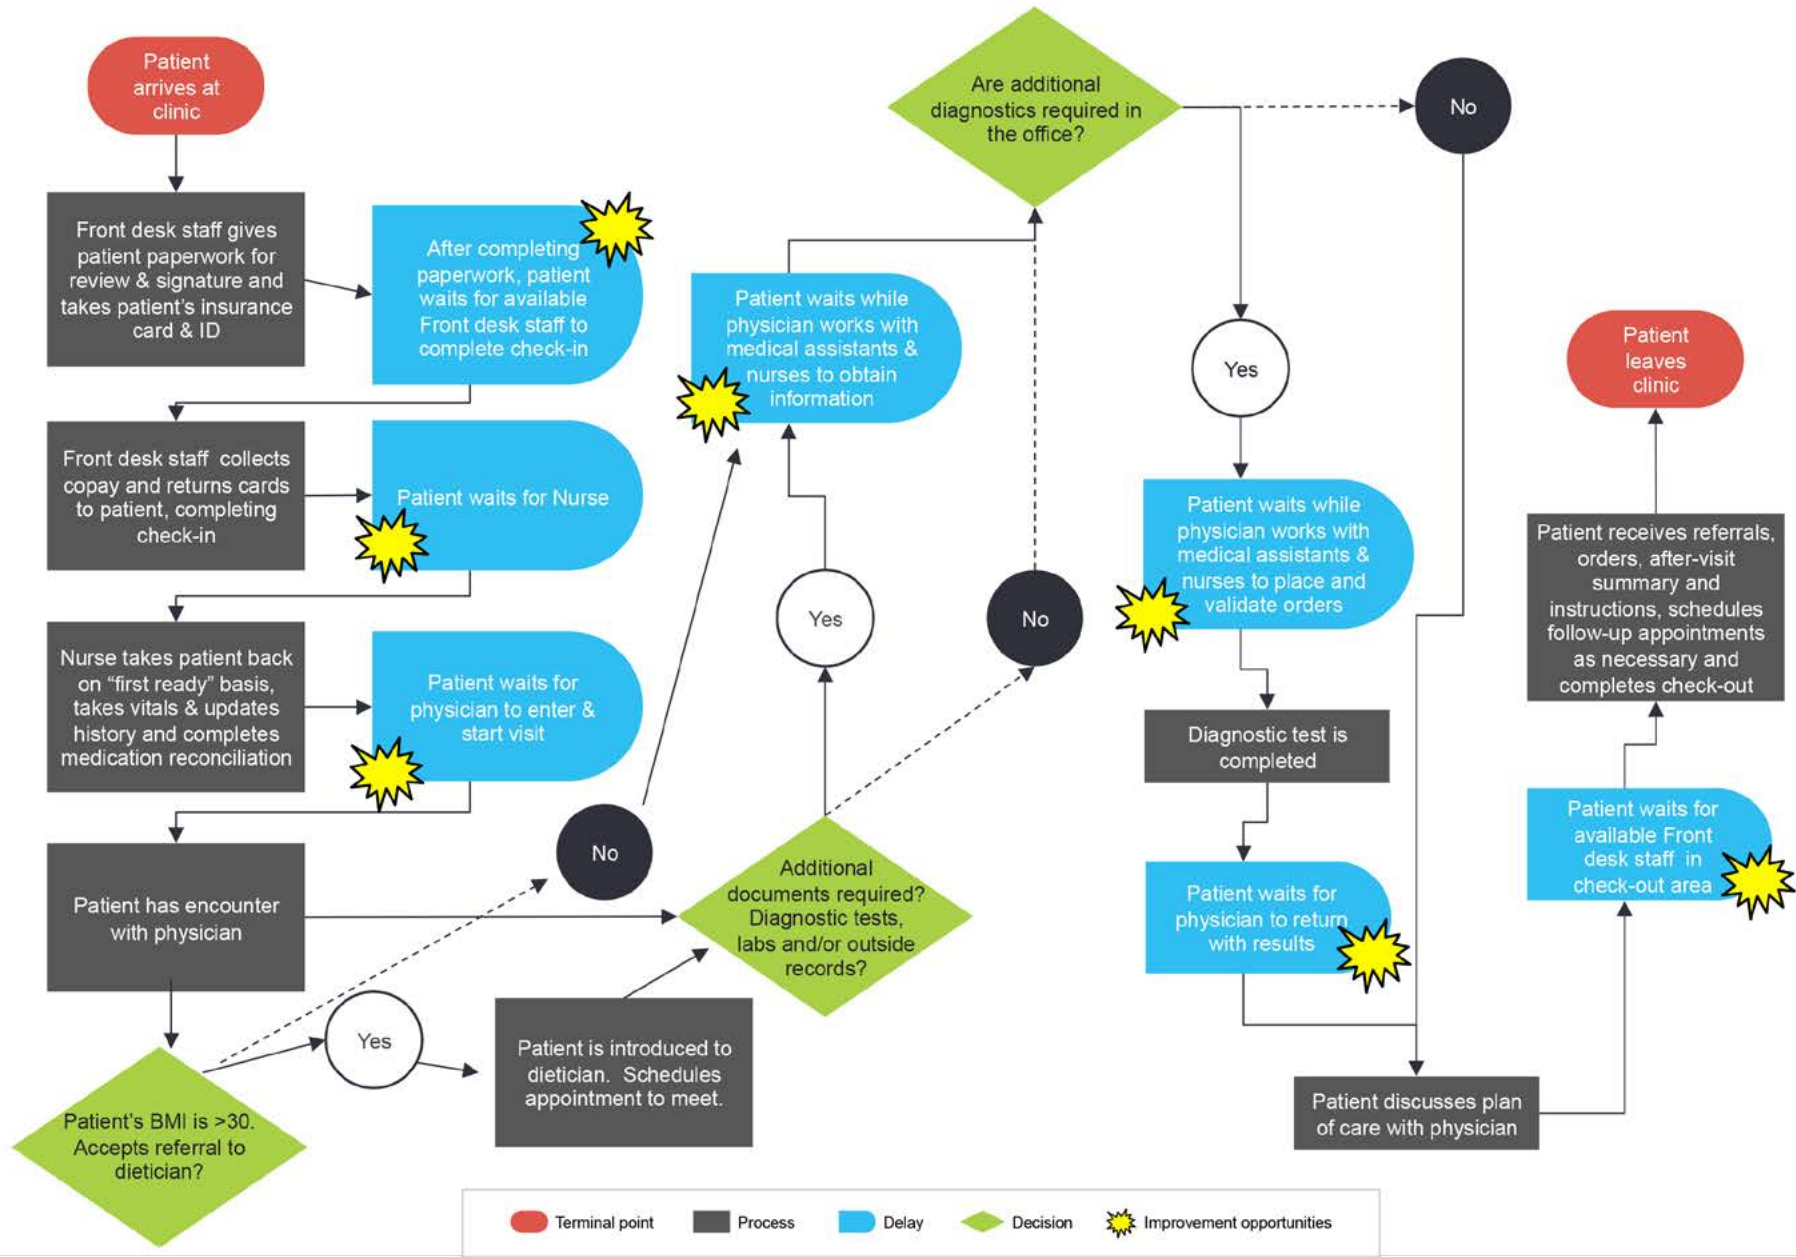 Patient
arrives at
clinic
Front desk staff gives
patient paperwork for
review & signature and
takes patient's insurance
card & ID
After completing
paperwork, patient
waits for available
Front desk staff to
complete check-in
Front desk staff collects
copay and returns cards
to patient, completing
check-in
Patient waits for Nurse
Nurse takes patient back
on “first ready” basis,
takes vitals & updates
history and completes
medication reconciliation
Patient waits for
physician to enter &
start visit
Patient has encounter
with physician
Patient's BMI is >30.
Accepts referral to
dietician?
No
Yes
Patient is introduced to
dietician. Schedules
appointment to meet.
Additional
documents required?
Diagnostic tests,
labs and/or outside
records?
Yes
No
Patient waits while
physician works with
medical assistants &
nurses to obtain
information
Are additional
diagnostics required in
the office?
No
Yes
Patient waits while
physician works with
medical assistants &
nurses to place and
validate orders
Diagnostic test is
completed
Patient waits for
physician to return
with results
Patient discusses plan
of care with physician
Patient waits for
available Front
desk staff in
check-out area
Patient receives referrals,
orders, after-visit
summary and
instructions, schedules
follow-up appointments
as necessary and
completes check-out
Patient
leaves
clinic
Terminal point
Process
Delay
Decision
Improvement opportunities